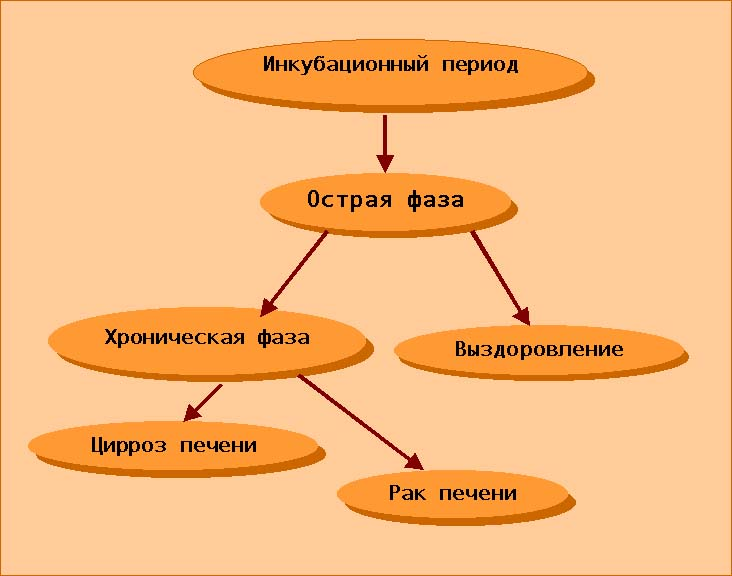 Инкубационный период
Острая фаза
Хроническая фаза
Выздоровление
Цирроз печени
Рак печени